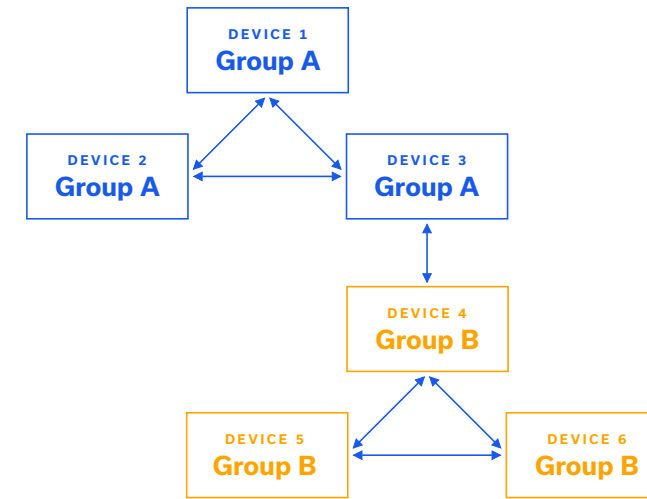 DEVICE 1
Group A
DEVICE 2
Group A
DEVICE 3
Group A
DEVICE 4
Group B
DEVICE 5
Group B
DEVICE 6
Group B